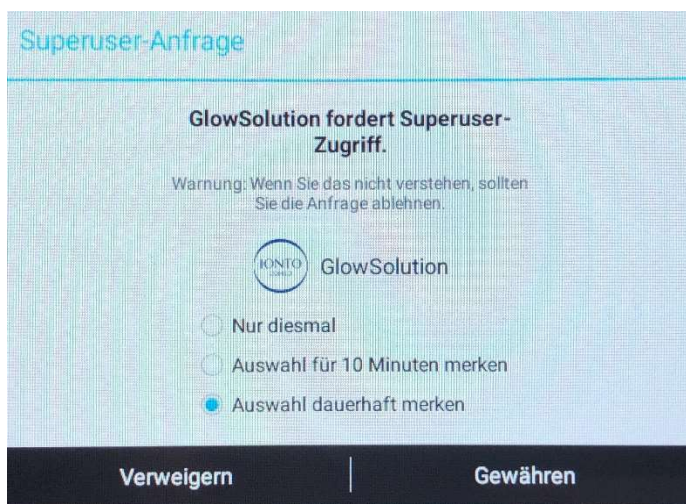 Superuser-Anfrage
GlowSolution fordert Superuser-
Zugriff.
Warnung: Wenn Sie das nicht verstehen, sollten
Sie die Anfrage ablehnen.
IONTO
GlowSolution
Nur diesmal
Auswahl für 10 Minuten merken
Auswahl dauerhaft merken
Verweigern
Gewähren